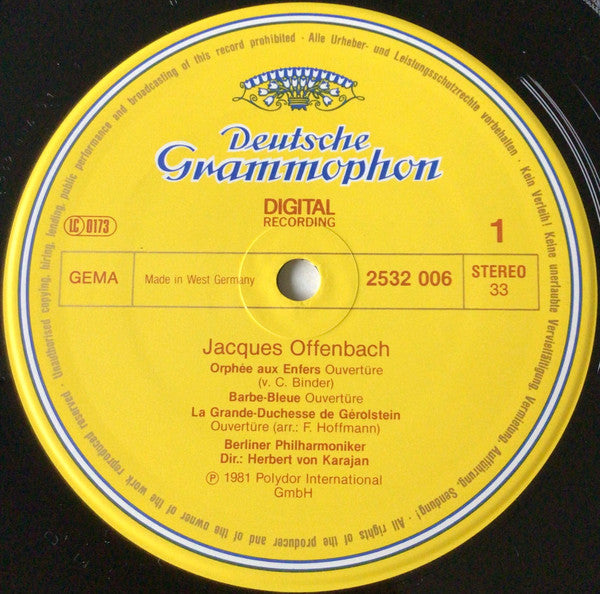 Deutsche
Grammophon
DIGITAL
RECORDING
1
LC 0173
GEMA
Made in West Germany
2532 006
STEREO
33
Jacques Offenbach
Orphée aux Enfers Ouvertüre
(v. C. Binder)
Barbe-Bleue Ouvertüre
La Grande-Duchesse de Gérolstein
Ouvertüre (arr.: F. Hoffmann)
Berliner Philharmoniker
Dir.: Herbert von Karajan
Ⓟ 1981 Polydor International
GmbH
Alle Urheber- und Leistungsschutzrechte vorbehalten · Kein Verleih! Keine unerlaubte Vervielfältigung, Vermietung, Aufführung, Sendung! · All rights of the producer and of the owner of the work reproduced reserved · Unauthorised copying, hiring, lending, public performance and broadcasting of this record prohibited ·